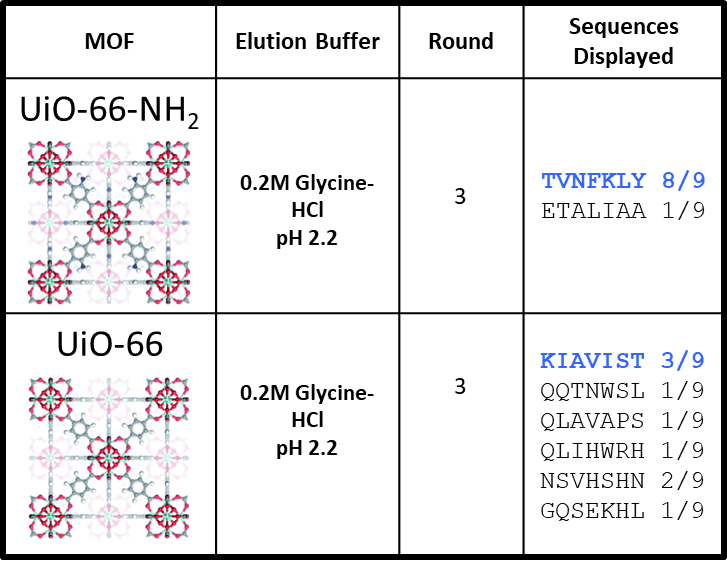 MOF
Elution Buffer
Round
Sequences
Displayed
UiO-66-NH₂
0.2M Glycine-
HCl
pH 2.2
3
TVNFKLY 8/9
ETALIAA 1/9
UiO-66
0.2M Glycine-
HCl
pH 2.2
3
KIAVIST 3/9
QQTNWSL 1/9
QLAVAPS 1/9
QLIHWRH 1/9
NSVHSHN 2/9
GQSEKHL 1/9